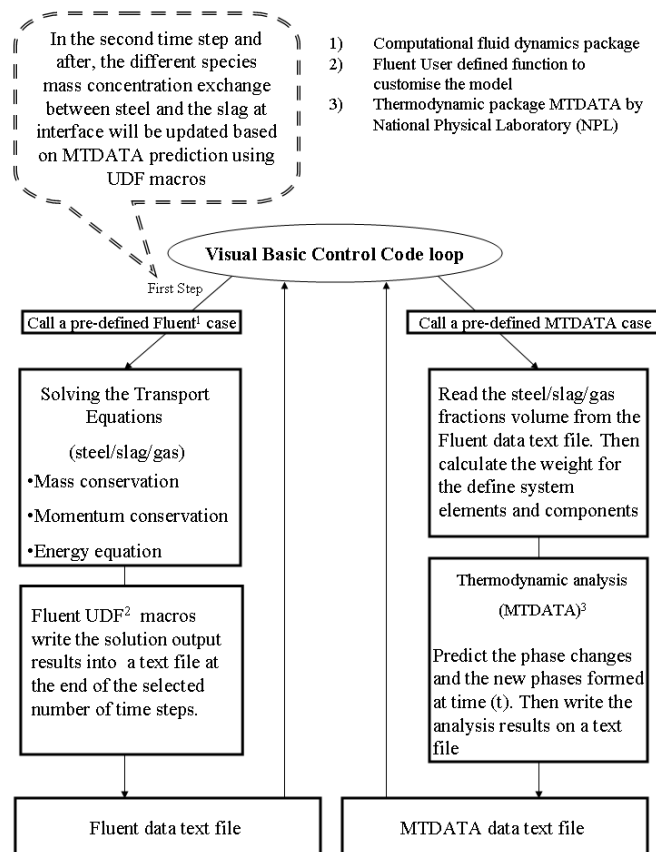 In the second time step and
after, the different species
mass concentration exchange
between steel and the slag at
interface will be updated based
on MTDATA prediction using
UDF macros
1) Computational fluid dynamics package
2) Fluent User defined function to
customise the model
3) Thermodynamic package MTDATA by
National Physical Laboratory (NPL)
Visual Basic Control Code loop
First Step
Call a pre-defined Fluent¹ case
Solving the Transport
Equations
(steel/slag/gas)
•Mass conservation
•Momentum conservation
•Energy equation
Fluent UDF² macros
write the solution output
results into a text file at
the end of the selected
number of time steps.
Fluent data text file
Call a pre-defined MTDATA case
Read the steel/slag/gas
fractions volume from the
Fluent data text file. Then
calculate the weight for
the define system
elements and components
Thermodynamic analysis
(MTDATA)³
Predict the phase changes
and the new phases formed
at time (t). Then write the
analysis results on a text
file
MTDATA data text file